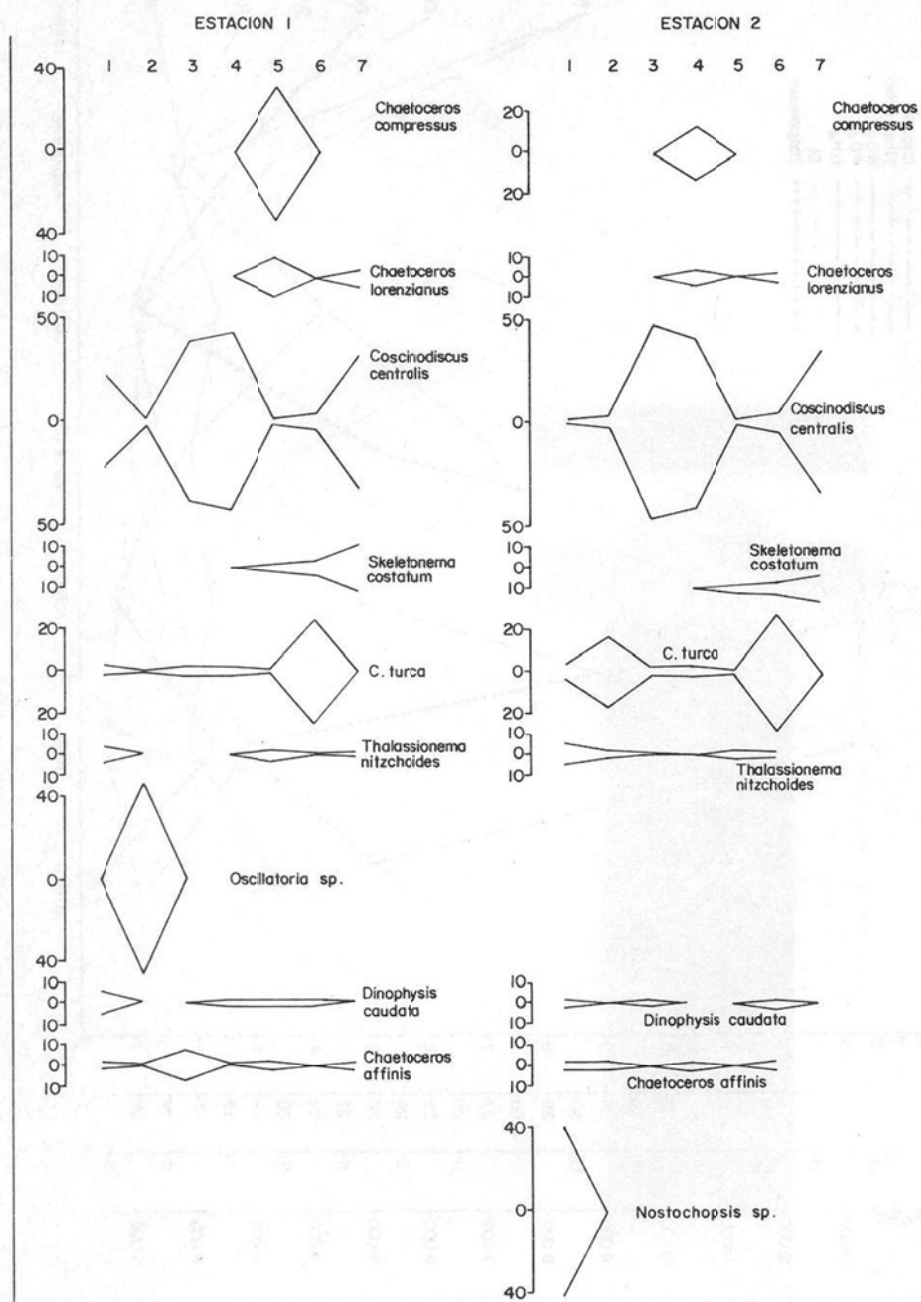 ESTACION 1
ESTACION 2
1 2 3 4 5 6 7
1 2 3 4 5 6 7
40
0
40
Chaetoceros
compressus
20
0
20
Chaetoceros
compressus
10
0
10
Chaetoceros
lorenzianus
Chaetoceros
lorenzianus
10
0
10
50
0
50
Coscinodiscus
centralis
50
0
50
Coscinodiscus
centralis
10
0
10
Skeletonema
costatum
10
0
10
Skeletonema
costatum
20
0
20
C. turca
20
0
20
C. turca
10
0
10
Thalassionema
nitzchoides
10
0
10
Thalassionema
nitzchoides
40
0
40
Oscilatoria sp.
10
0
10
Dinophysis
caudata
10
0
10
Dinophysis caudata
10
0
10
Chaetoceros
affinis
10
0
10
Chaetoceros affinis
40
0
40
Nostochopsis sp.